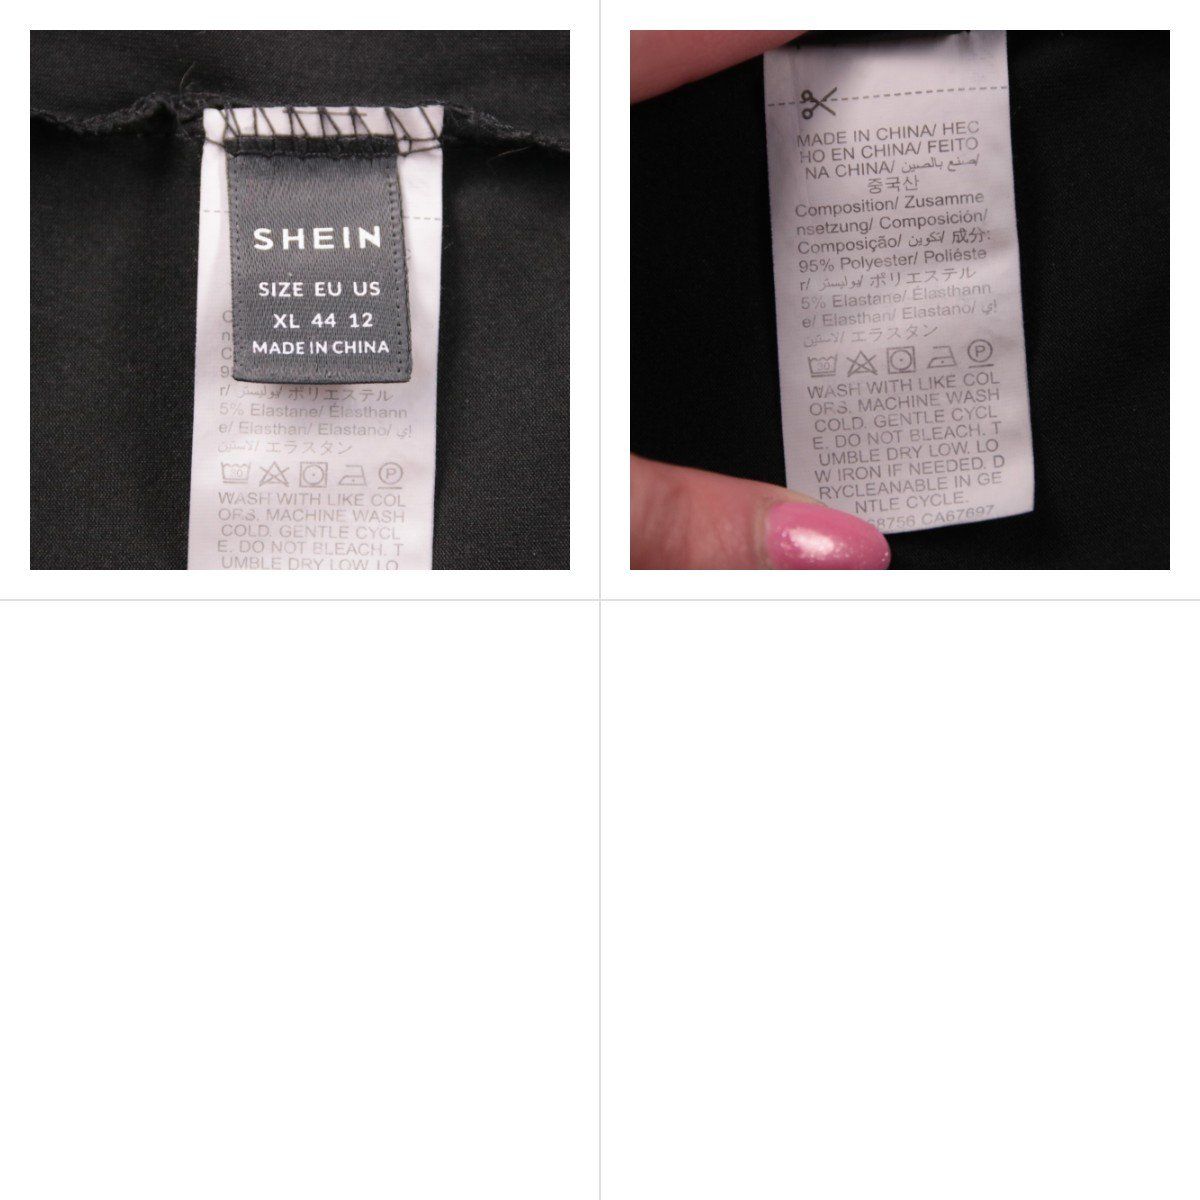 SHEIN
SIZE EU US
XL 44 12
MADE IN CHINA
r/ بوليستر/ ポリエステル
5% Elastane/ Élasthann
e/ Elasthan/ Elastano/ إي
لاستين/ エラスタン
30 P
WASH WITH LIKE COL
ORS. MACHINE WASH
COLD. GENTLE CYCL
E. DO NOT BLEACH. T
UMBLE DRY LOW. LO
MADE IN CHINA/ HEC
HO EN CHINA/ FEITO
NA CHINA/ صنع بالصين/
중국산
Composition/ Zusamme
nsetzung/ Composición/
Composição/ تكوين/ 成分:
95% Polyester/ Polyéste
r/ بوليستر/ ポリエステル
5% Elastane/ Élasthann
e/ Elasthan/ Elastano/ إي
لاستين/ エラスタン
30 P
WASH WITH LIKE COL
ORS. MACHINE WASH
COLD. GENTLE CYCL
E. DO NOT BLEACH. T
UMBLE DRY LOW. LO
W IRON IF NEEDED. D
RYCLEANABLE IN GE
NTLE CYCLE.
68756 CA67697